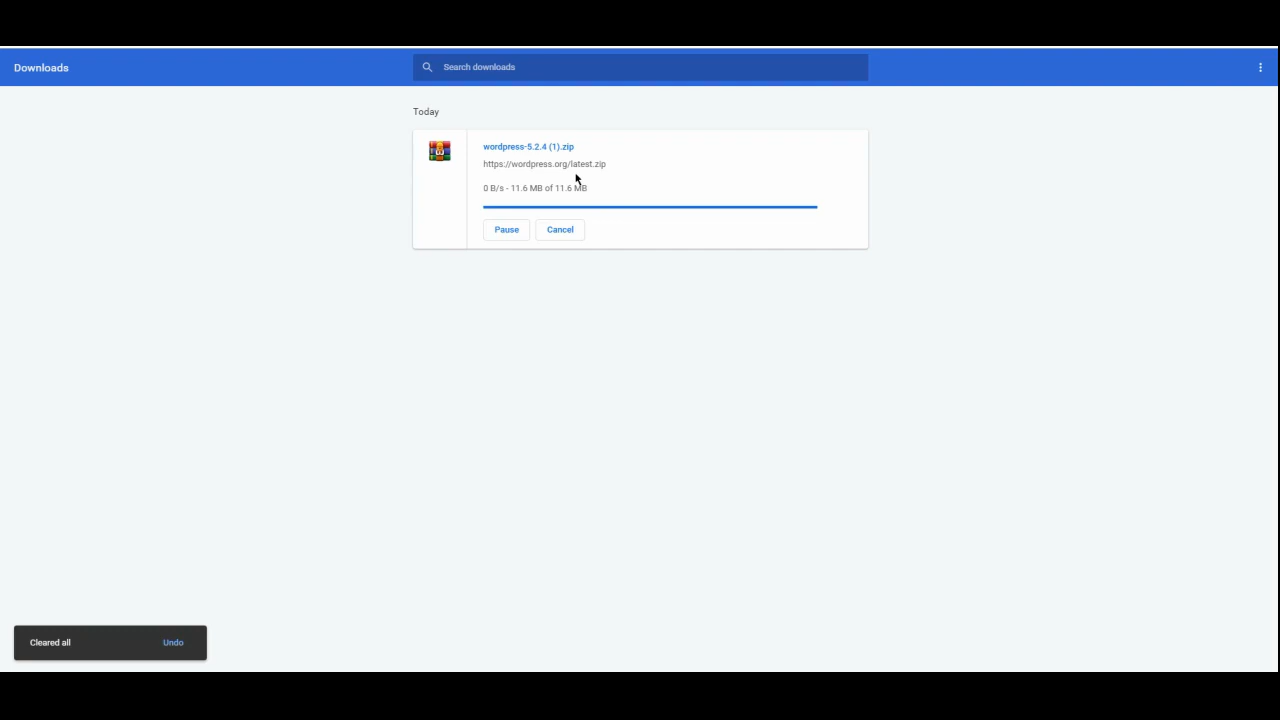 Downloads
Search downloads
Today
wordpress-5.2.4 (1).zip
https://wordpress.org/latest.zip
0 B/s - 11.6 MB of 11.6 MB
Pause
Cancel
Cleared all
Undo